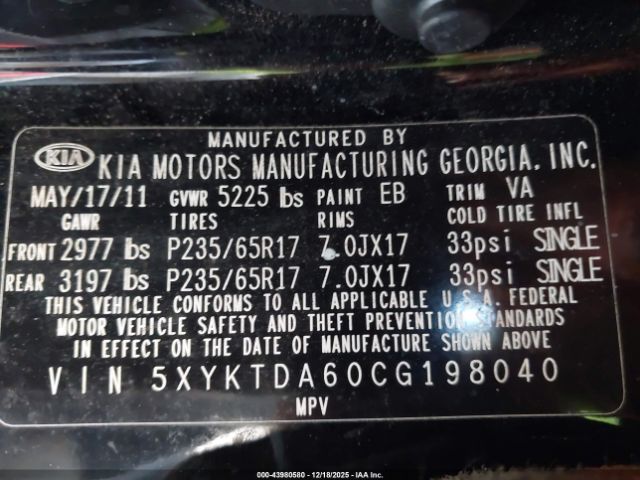 MANUFACTURED BY
KIA KIA MOTORS MANUFACTURING GEORGIA, INC.
MAY/17/11 GVWR 5225 lbs PAINT EB TRIM VA
GAWR TIRES RIMS COLD TIRE INFL
FRONT 2977 lbs P235/65R17 7.0JX17 33psi SINGLE
REAR 3197 lbs P235/65R17 7.0JX17 33psi SINGLE
THIS VEHICLE CONFORMS TO ALL APPLICABLE U.S.A. FEDERAL
MOTOR VEHICLE SAFETY AND THEFT PREVENTION STANDARDS
IN EFFECT ON THE DATE OF MANUFACTURE SHOWN ABOVE
VIN 5XYKTDA60CG198040
MPV
000-43980580 - 12/18/2025 - IAA Inc.